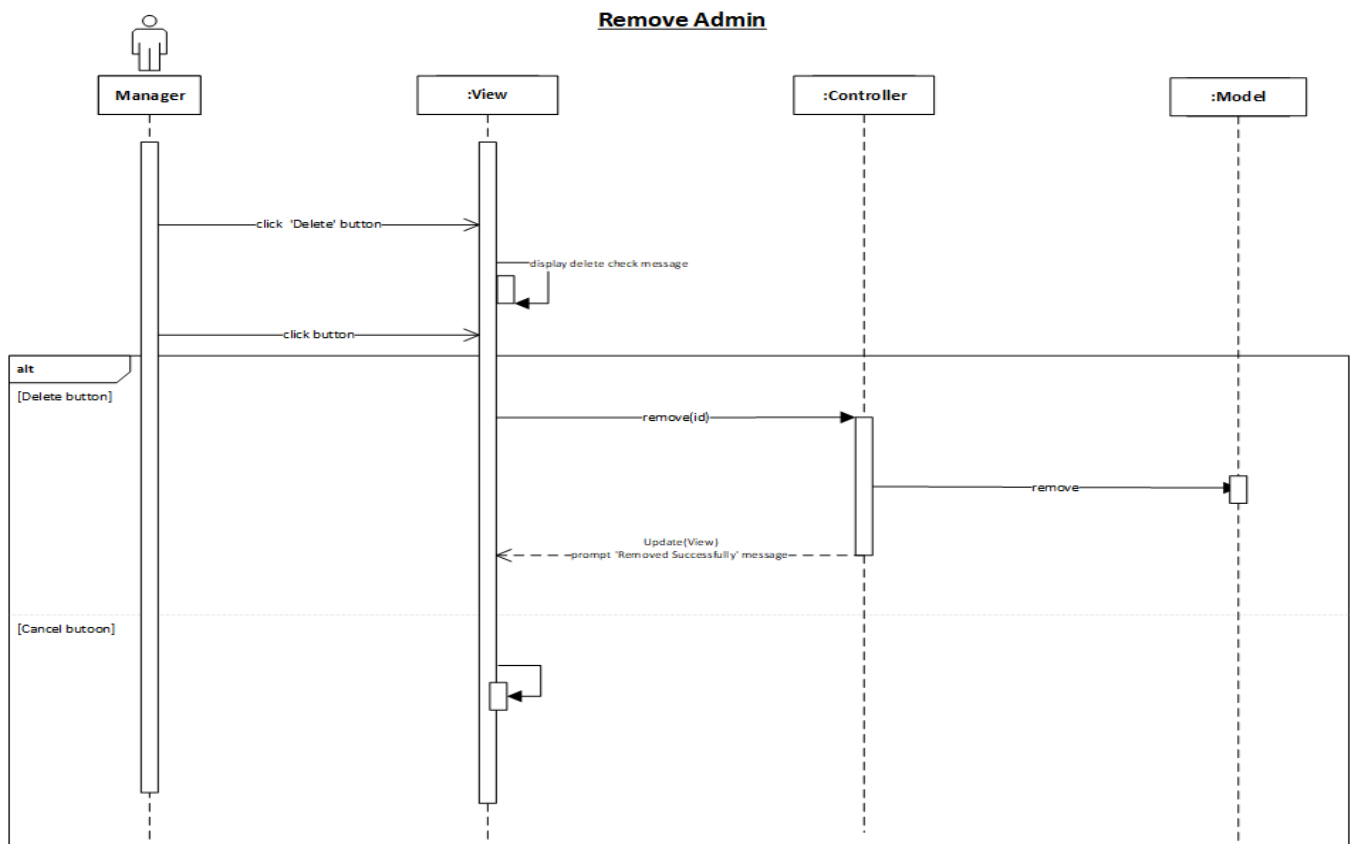 Remove Admin
Manager
:View
:Controller
:Model
click 'Delete' button
display delete check message
click button
alt
[Delete button]
remove(id)
remove
Update(View)
prompt 'Removed Successfully' message
[Cancel butoon]